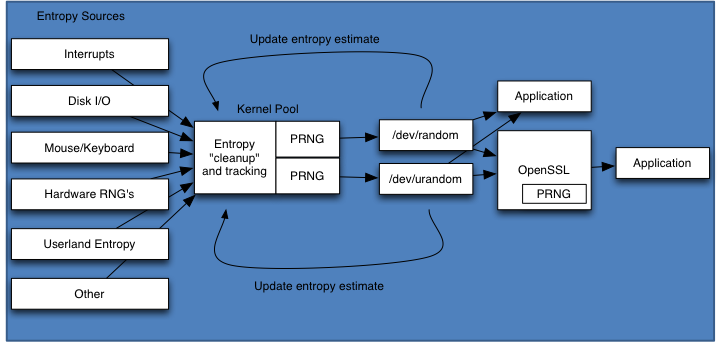 Entropy Sources
Interrupts
Disk I/O
Mouse/Keyboard
Hardware RNG's
Userland Entropy
Other
Update entropy estimate
Kernel Pool
Entropy
"cleanup"
and tracking
PRNG
PRNG
/dev/random
/dev/urandom
Update entropy estimate
Application
OpenSSL
PRNG
Application